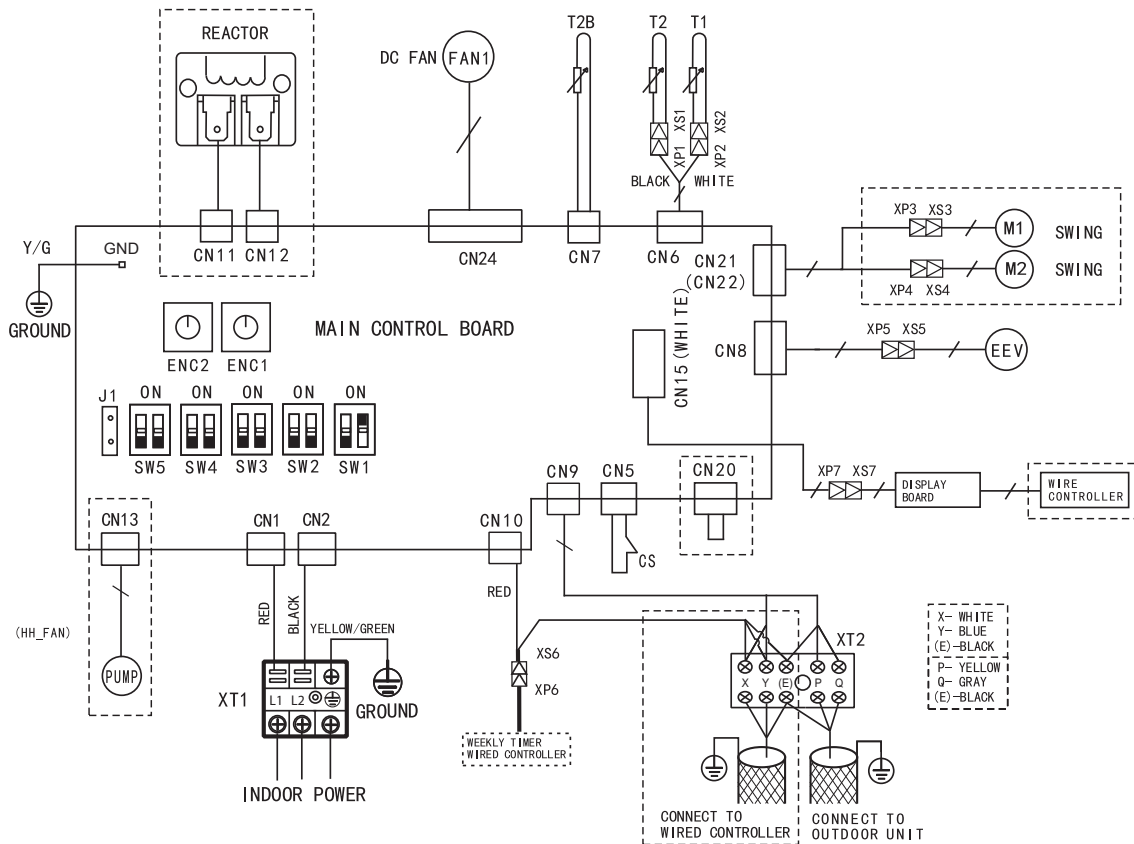 REACTOR
DC FAN
FAN1
T2B
T2
T1
XP1
XS1
XP2
XS2
BLACK
WHITE
CN11
CN12
CN24
CN7
CN6
Y/G
GND
GROUND
CN21
(CN22)
XP3
XS3
M1
SWING
XP4
XS4
M2
SWING
ENC2
ENC1
MAIN CONTROL BOARD
CN15(WHITE)
CN8
XP5
XS5
EEV
J1
ON
ON
ON
ON
ON
SW5
SW4
SW3
SW2
SW1
CN9
CN5
CN20
XP7
XS7
DISPLAY
BOARD
WIRE
CONTROLLER
CN13
CN1
CN2
CN10
CS
RED
BLACK
YELLOW/GREEN
RED
(HH_FAN)
PUMP
XT1
L1
L2
GROUND
INDOOR POWER
XS6
XP6
WEEKLY TIMER
WIRED CONTROLLER
XT2
X
Y
(E)
P
Q
X- WHITE
Y- BLUE
(E)-BLACK
P- YELLOW
Q- GRAY
(E)-BLACK
CONNECT TO
WIRED CONTROLLER
CONNECT TO
OUTDOOR UNIT